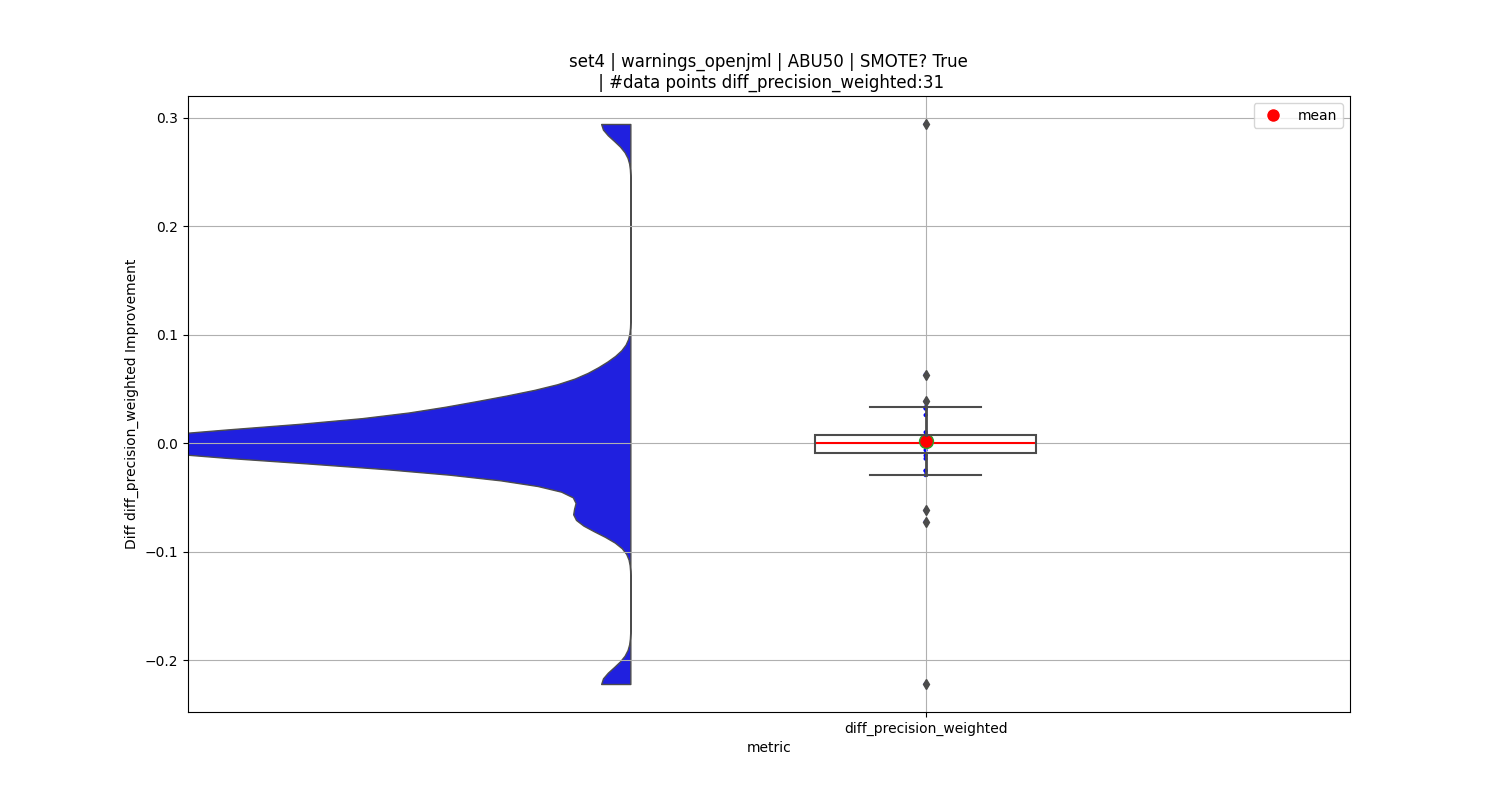 set4 | warnings_openjml | ABU50 | SMOTE? True
| #data points diff_precision_weighted:31
mean
0.3
0.2
0.1
0.0
−0.1
−0.2
Diff diff_precision_weighted Improvement
diff_precision_weighted
metric